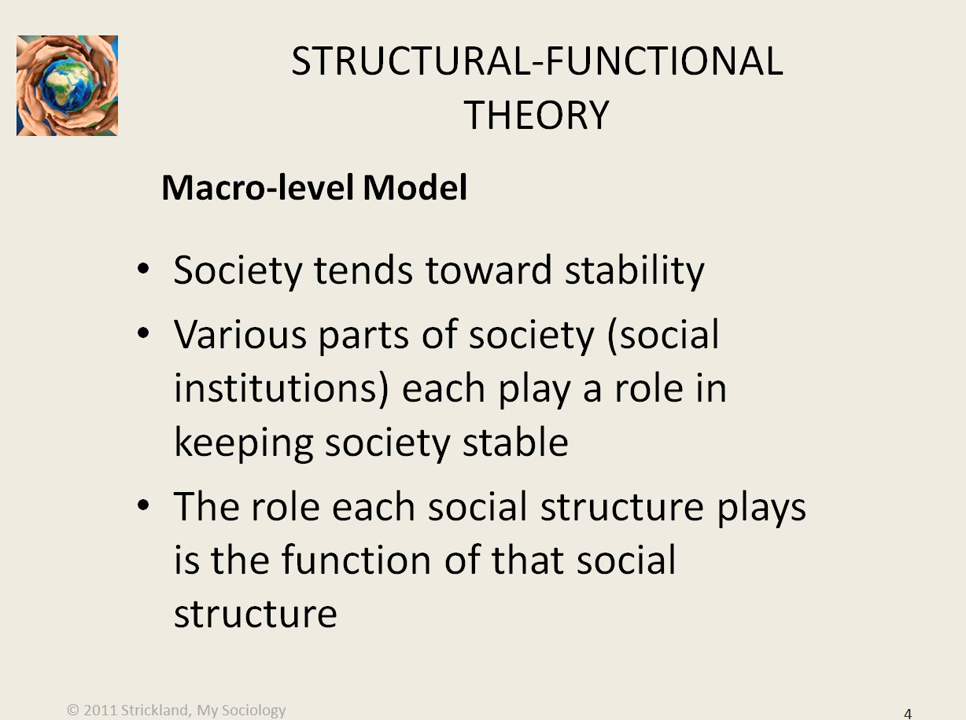 STRUCTURAL-FUNCTIONAL
THEORY
Macro-level Model
• Society tends toward stability
• Various parts of society (social
institutions) each play a role in
keeping society stable
• The role each social structure plays
is the function of that social
structure
© 2011 Strickland, My Sociology
4